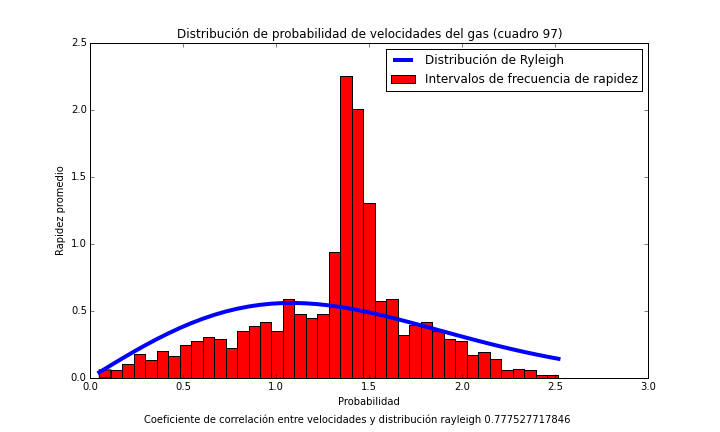 Distribución de probabilidad de velocidades del gas (cuadro 97)
2.5
2.0
1.5
1.0
0.5
0.0
Rapidez promedio
Distribución de Ryleigh
Intervalos de frecuencia de rapidez
0.0 0.5 1.0 1.5 2.0 2.5 3.0
Probabilidad
Coeficiente de correlación entre velocidades y distribución rayleigh 0.777527717846